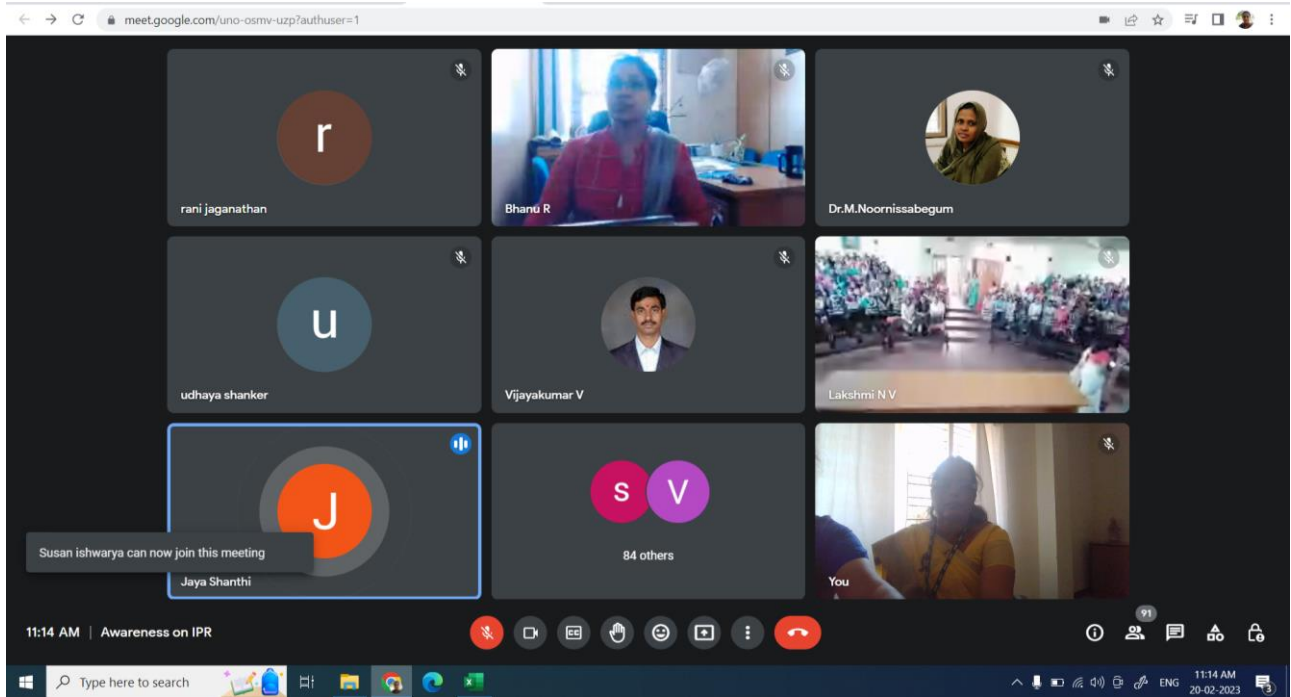 meet.google.com/uno-osmv-uzp?authuser=1
r
rani jaganathan
Bhanu R
Dr.M.Noornissabegum
u
udhaya shanker
Vijayakumar V
Lakshmi N V
J
Jaya Shanthi
Susan ishwarya can now join this meeting
S V
84 others
You
11:14 AM | Awareness on IPR
CC
91
Type here to search
ENG
11:14 AM
20-02-2023
3